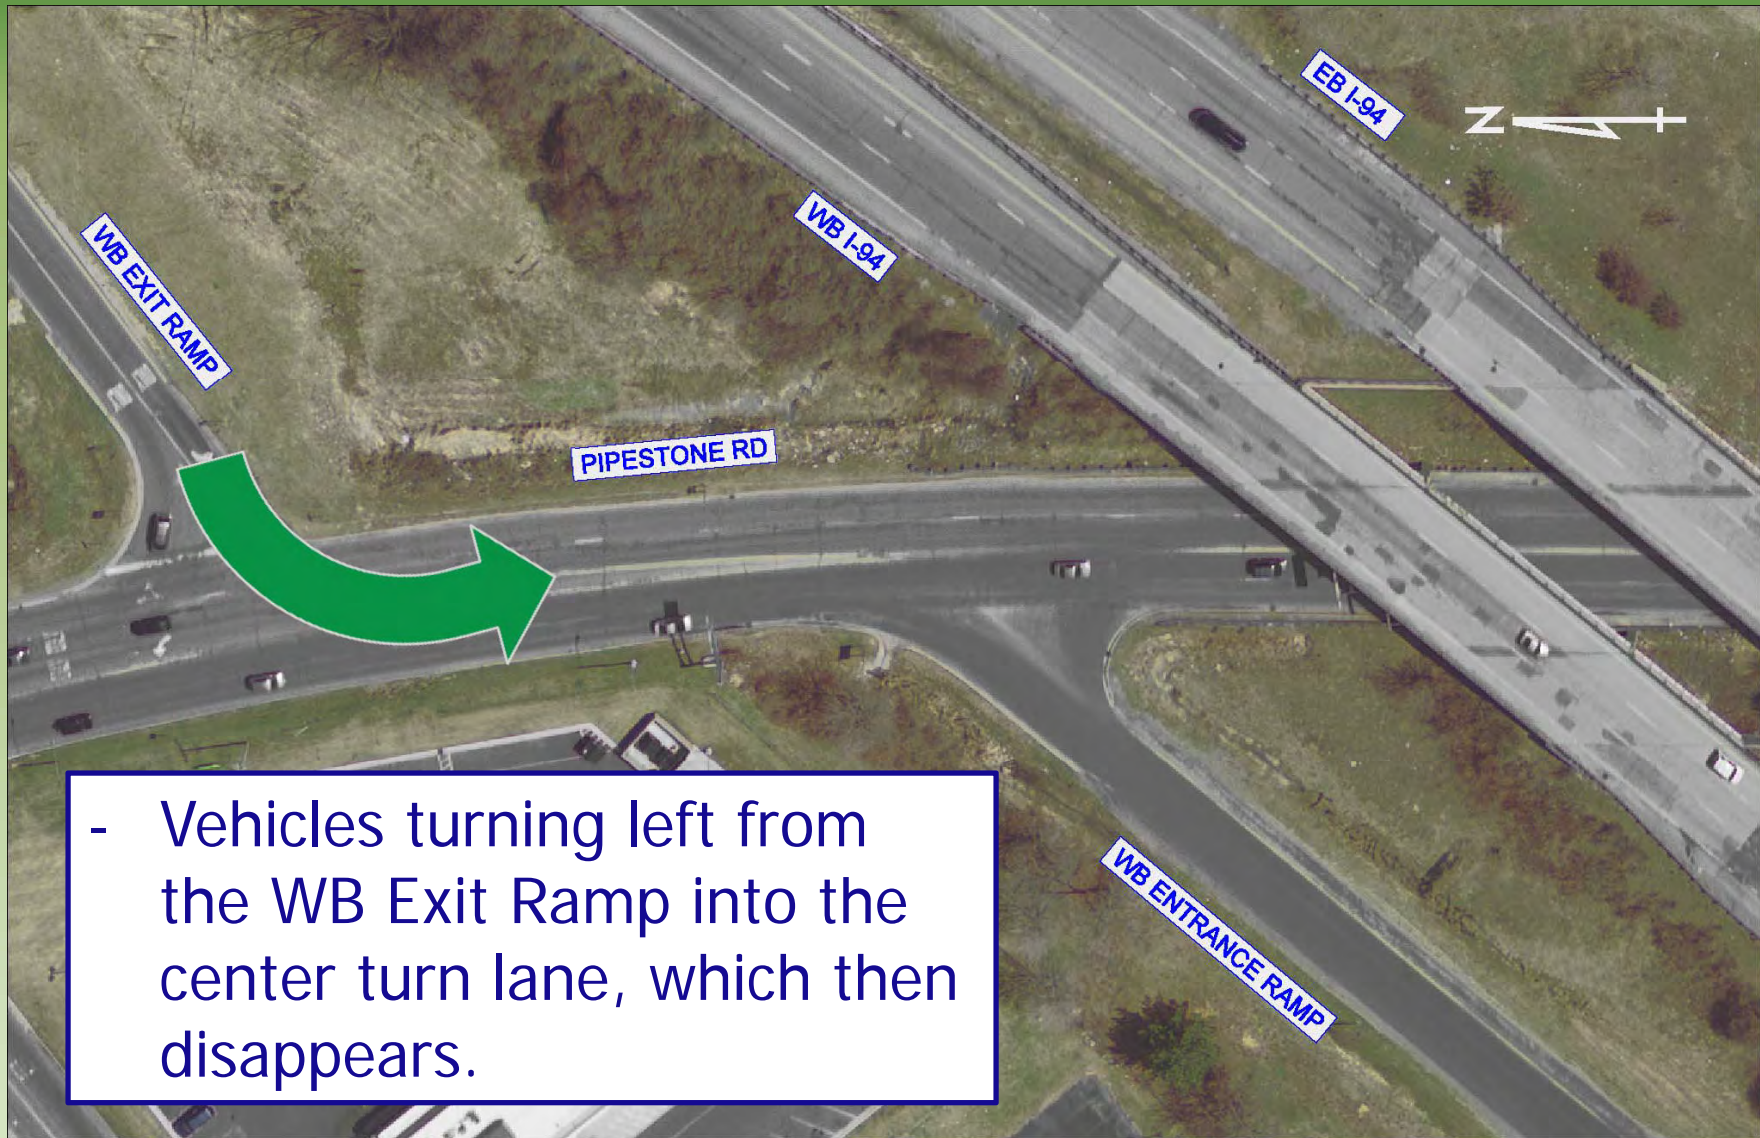 EB I-94
N
WB I-94
WB EXIT RAMP
PIPESTONE RD
- Vehicles turning left from
the WB Exit Ramp into the
center turn lane, which then
disappears.
WB ENTRANCE RAMP